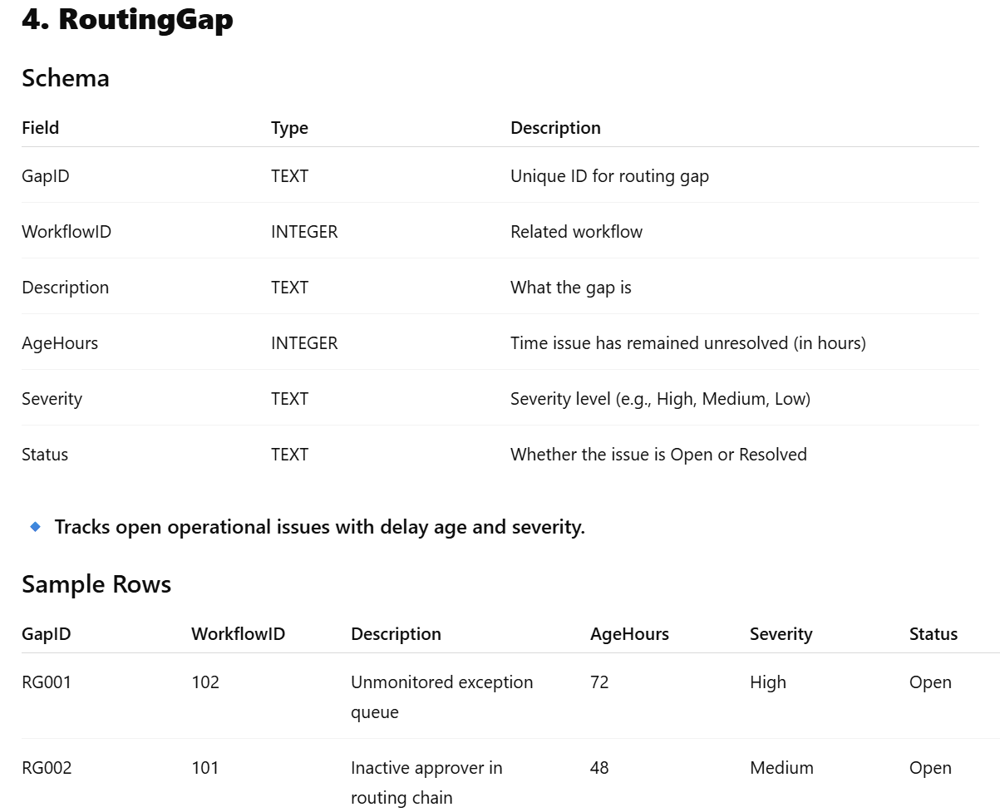 4. RoutingGap
Schema
Field Type Description
GapID TEXT Unique ID for routing gap
WorkflowID INTEGER Related workflow
Description TEXT What the gap is
AgeHours INTEGER Time issue has remained unresolved (in hours)
Severity TEXT Severity level (e.g., High, Medium, Low)
Status TEXT Whether the issue is Open or Resolved
🔹 Tracks open operational issues with delay age and severity.
Sample Rows
GapID WorkflowID Description AgeHours Severity Status
RG001 102 Unmonitored exception 72 High Open
queue
RG002 101 Inactive approver in 48 Medium Open
routing chain